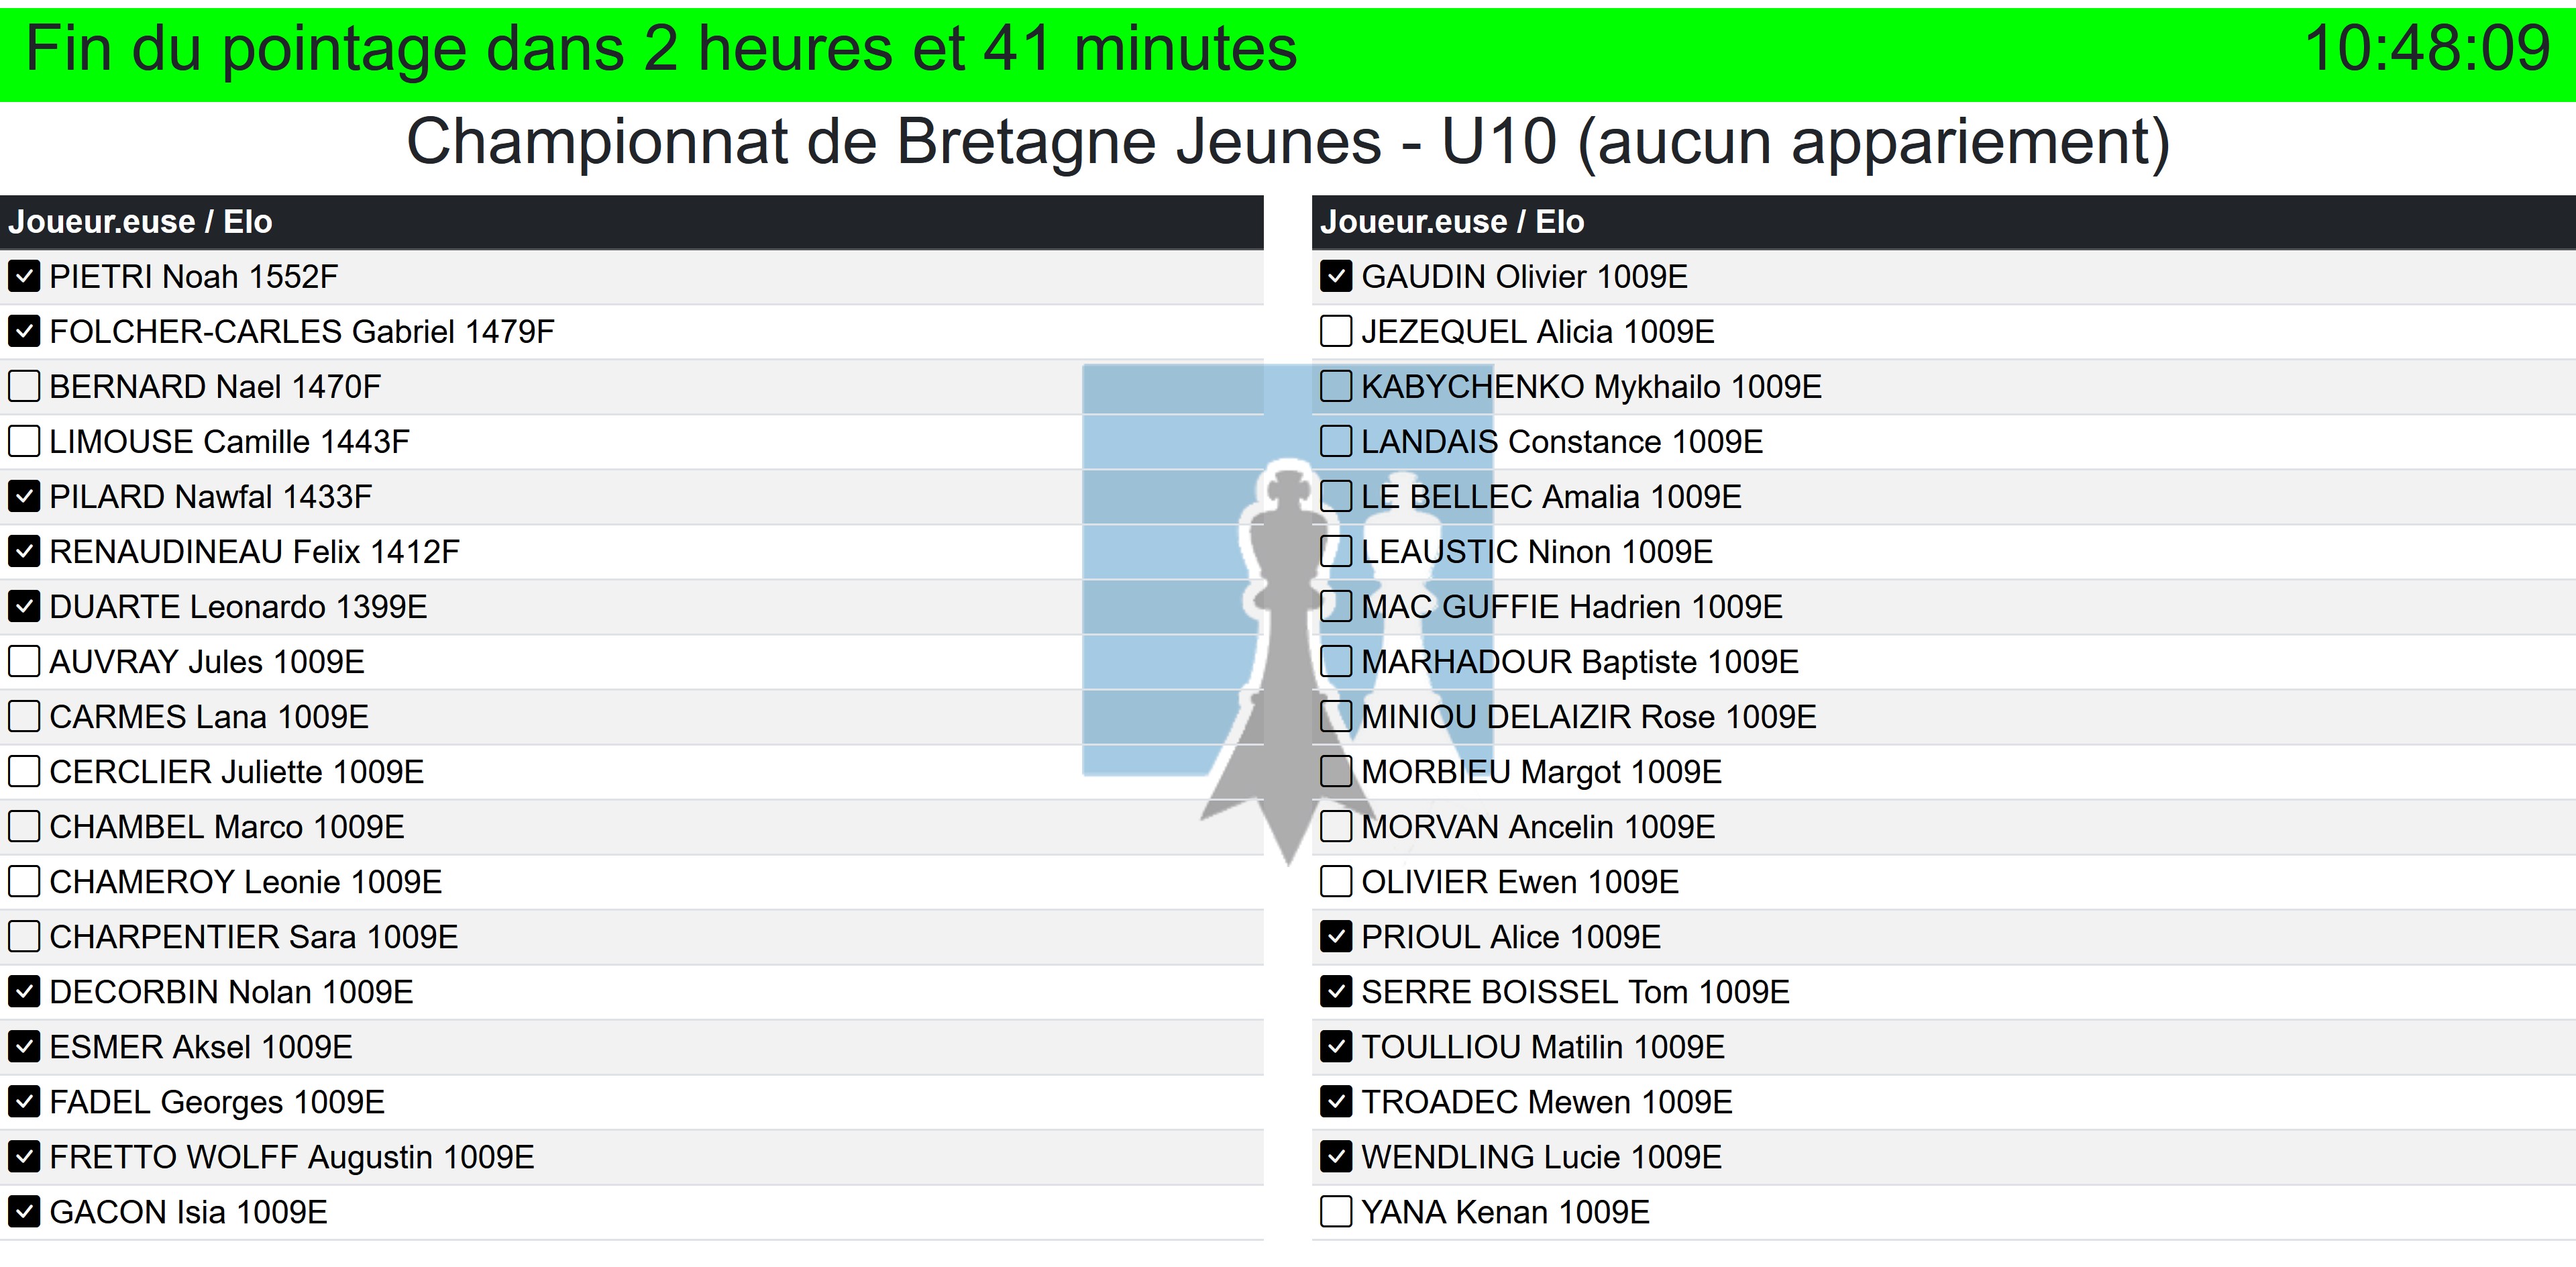 Fin du pointage dans 2 heures et 41 minutes
10:48:09
Championnat de Bretagne Jeunes - U10 (aucun appariement)
Joueur.euse / Elo
PIETRI Noah 1552F
FOLCHER-CARLES Gabriel 1479F
BERNARD Nael 1470F
LIMOUSE Camille 1443F
PILARD Nawfal 1433F
RENAUDINEAU Felix 1412F
DUARTE Leonardo 1399E
AUVRAY Jules 1009E
CARMES Lana 1009E
CERCLIER Juliette 1009E
CHAMBEL Marco 1009E
CHAMEROY Leonie 1009E
CHARPENTIER Sara 1009E
DECORBIN Nolan 1009E
ESMER Aksel 1009E
FADEL Georges 1009E
FRETTO WOLFF Augustin 1009E
GACON Isia 1009E
Joueur.euse / Elo
GAUDIN Olivier 1009E
JEZEQUEL Alicia 1009E
KABYCHENKO Mykhailo 1009E
LANDAIS Constance 1009E
LE BELLEC Amalia 1009E
LEAUSTIC Ninon 1009E
MAC GUFFIE Hadrien 1009E
MARHADOUR Baptiste 1009E
MINIOU DELAIZIR Rose 1009E
MORBIEU Margot 1009E
MORVAN Ancelin 1009E
OLIVIER Ewen 1009E
PRIOUL Alice 1009E
SERRE BOISSEL Tom 1009E
TOULLIOU Matilin 1009E
TROADEC Mewen 1009E
WENDLING Lucie 1009E
YANA Kenan 1009E